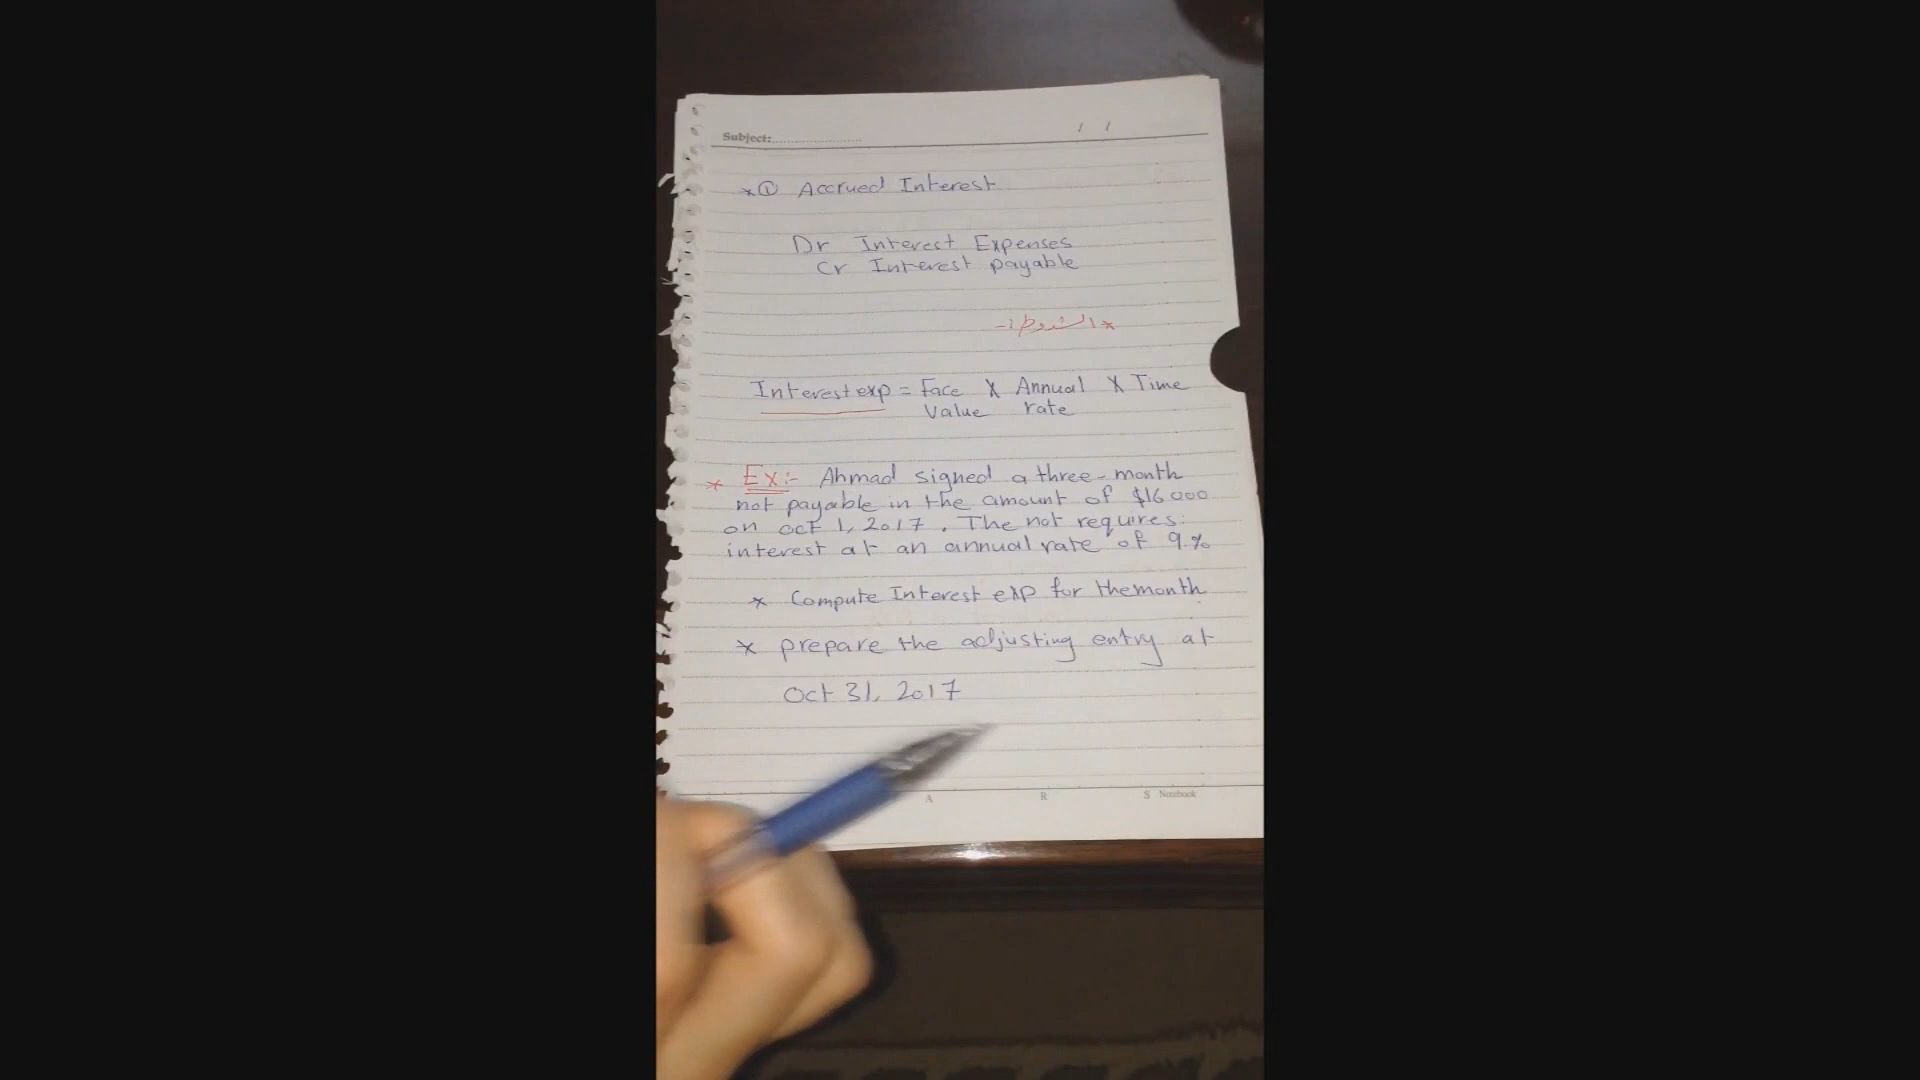 Subject:........................ / /
*① Accrued Interest
Dr Interest Expenses
Cr Interest payable
* الشروط :-
Interest exp = Face X Annual X Time
Value rate
* Ex:- Ahmad signed a three-month
not payable in the amount of $16000
on oct 1, 2017. The not requires
interest at an annual rate of 9%
* Compute Interest exp for the month
* prepare the adjusting entry at
Oct 31, 2017
A R S Notebook